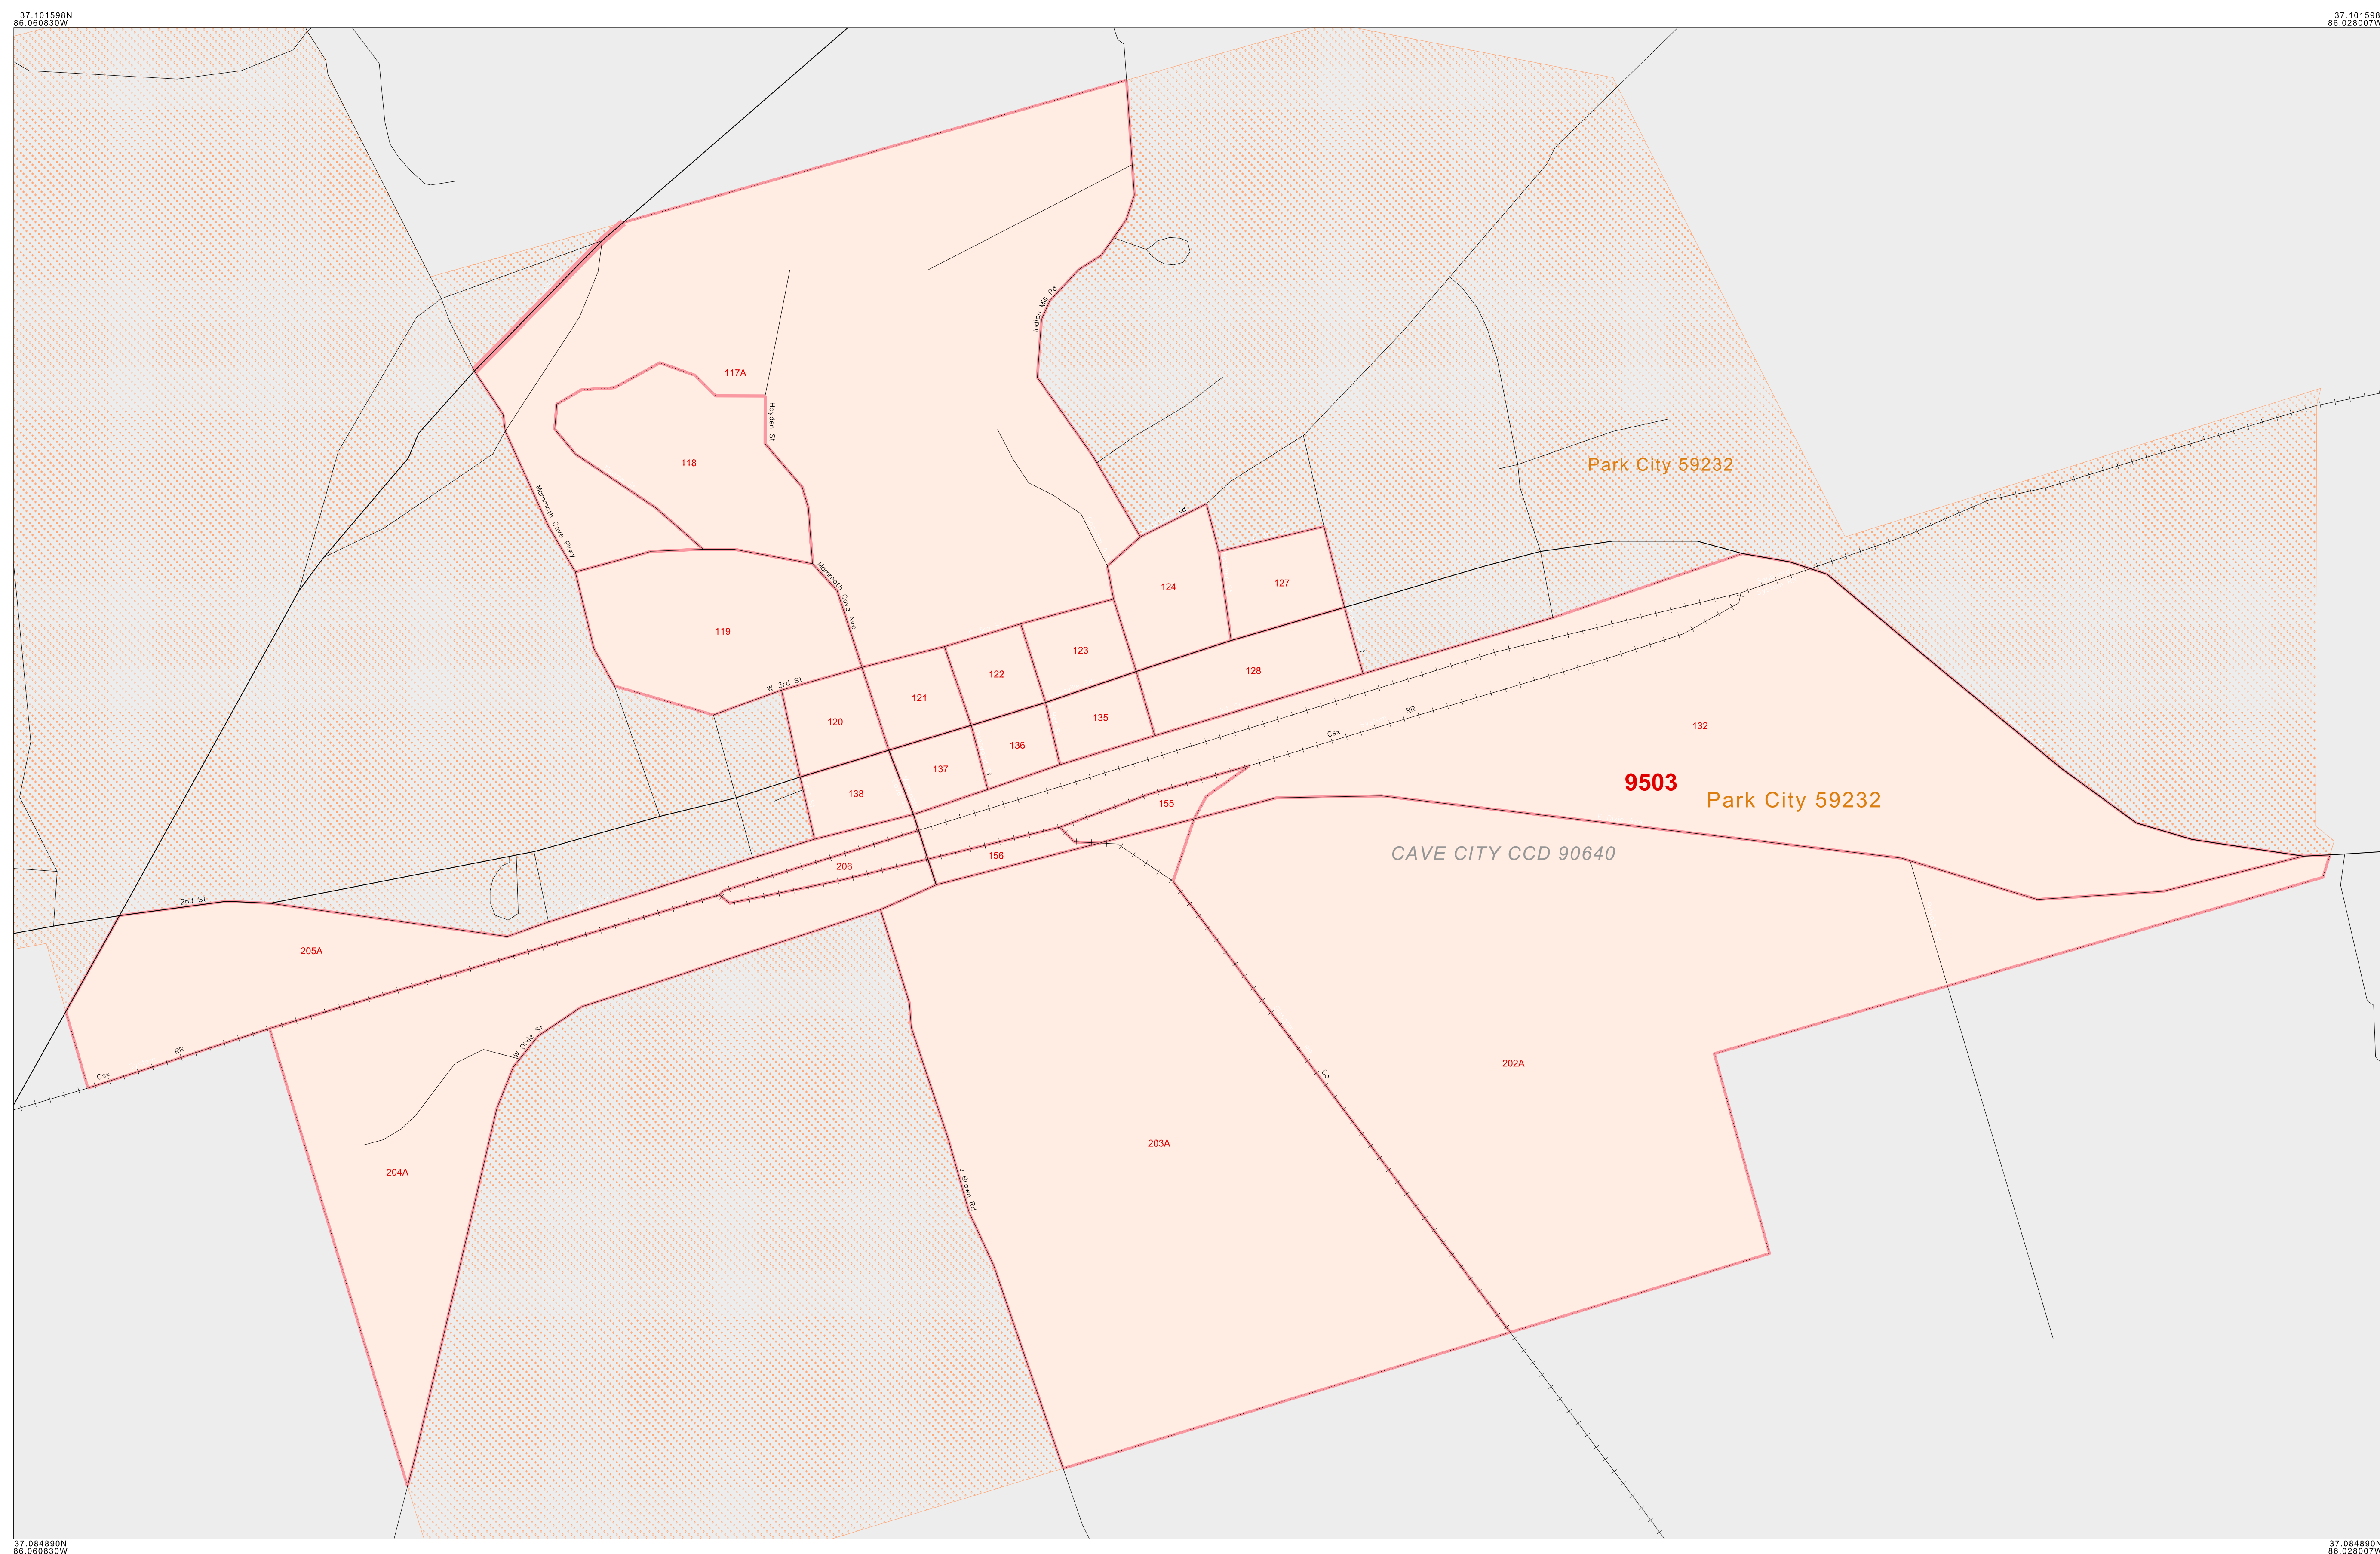 37.101598N
86.060830W
37.101598N
86.028007W
Indian Mill Rd
117A
Hayden St
118
Park City 59232
Mammoth Cave Pkwy
Mammoth Cave Ave
127
124
119
123
128
122
W 3rd St
121
120
RR
135
132
Csx
136
137
9503
138
Park City 59232
155
CAVE CITY CCD 90640
156
206
2nd St
205A
W Dixie St
RR
Csx
202A
Co
203A
204A
J Brown Rd
37.084890N
86.060830W
37.084890N
86.028007W